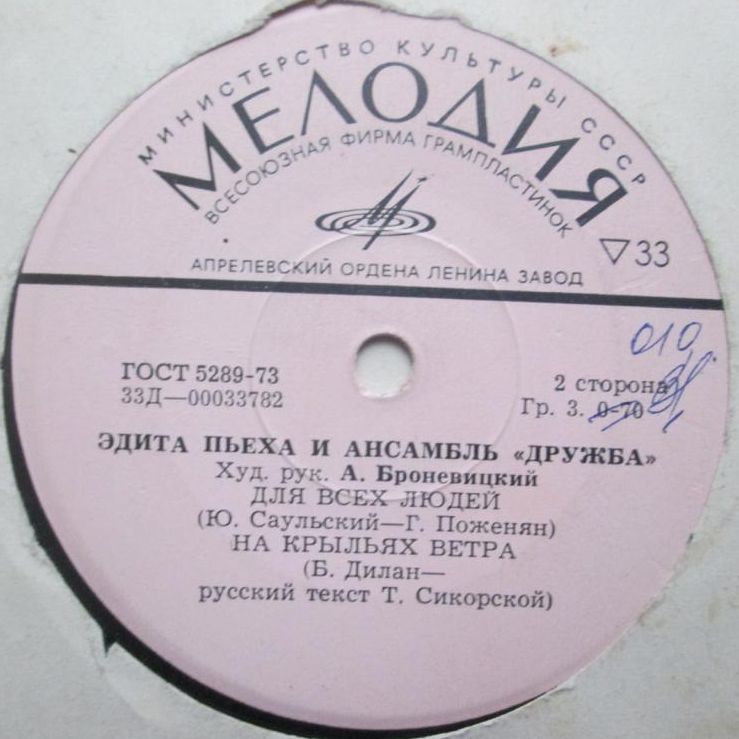 МИНИСТЕРСТВО КУЛЬТУРЫ СССР
МЕЛОДИЯ
ВСЕСОЮЗНАЯ ФИРМА ГРАМПЛАСТИНОК
▽33
АПРЕЛЕВСКИЙ ОРДЕНА ЛЕНИНА ЗАВОД
ГОСТ 5289-73
33Д—00033782
010
2 сторона
Гр. 3. 0-70
ЭДИТА ПЬЕХА И АНСАМБЛЬ «ДРУЖБА»
Худ. рук. А. Броневицкий
ДЛЯ ВСЕХ ЛЮДЕЙ
(Ю. Саульский—Г. Поженян)
НА КРЫЛЬЯХ ВЕТРА
(Б. Дилан—
русский текст Т. Сикорской)